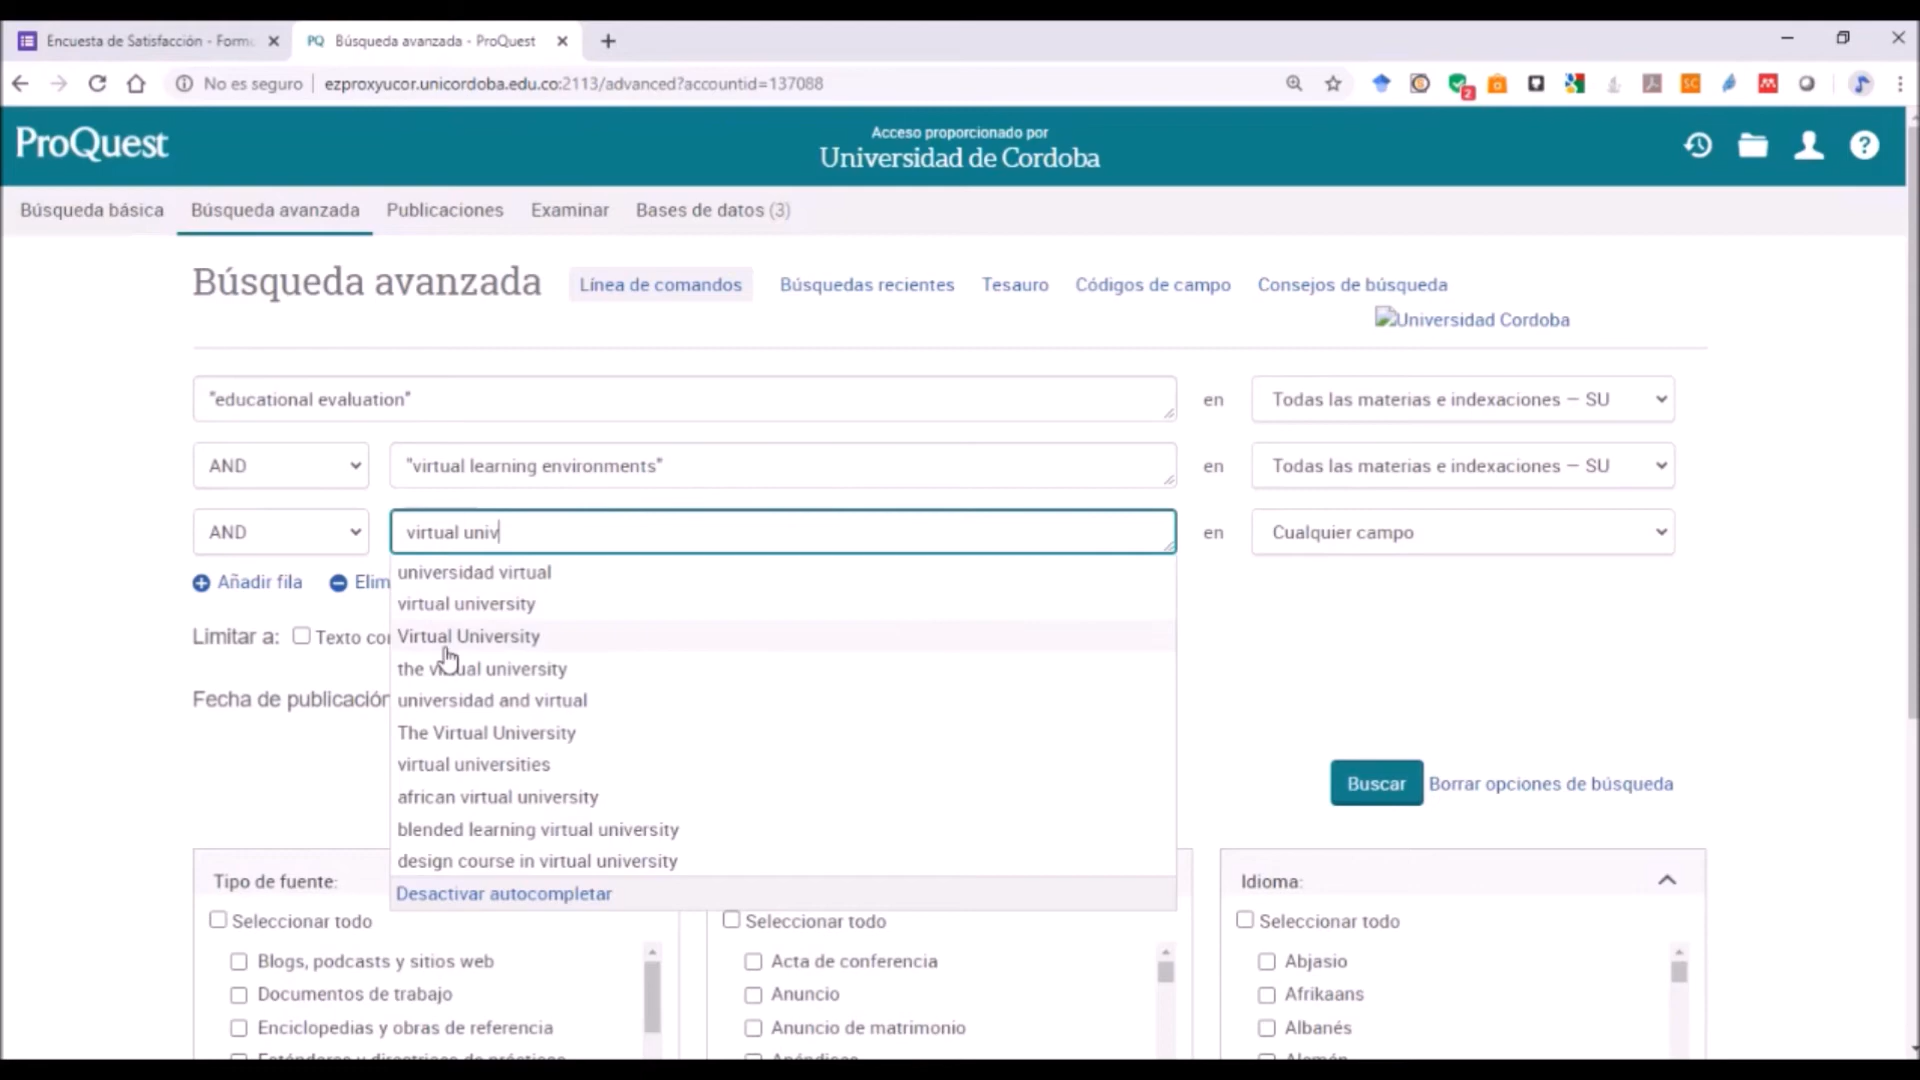 Encuesta de Satisfacción - Form
Búsqueda avanzada - ProQuest
No es seguro
ezproxyucor.unicordoba.edu.co:2113/advanced?accountid=137088
2
SC
ProQuest
Acceso proporcionado por
Universidad de Cordoba
Búsqueda básica
Búsqueda avanzada
Publicaciones
Examinar
Bases de datos (3)
Búsqueda avanzada
Línea de comandos
Búsquedas recientes
Tesauro
Códigos de campo
Consejos de búsqueda
Universidad Cordoba
"educational evaluation"
en
Todas las materias e indexaciones — SU
AND
"virtual learning environments"
en
Todas las materias e indexaciones — SU
AND
virtual univ
en
Cualquier campo
universidad virtual
Añadir fila
Elim
virtual university
Limitar a:
Texto co
Virtual University
the virtual university
Fecha de publicación
universidad and virtual
The Virtual University
virtual universities
african virtual university
blended learning virtual university
design course in virtual university
Desactivar autocompletar
Buscar
Borrar opciones de búsqueda
Tipo de fuente:
Idioma:
Seleccionar todo
Seleccionar todo
Seleccionar todo
Blogs, podcasts y sitios web
Acta de conferencia
Abjasio
Documentos de trabajo
Anuncio
Afrikaans
Enciclopedias y obras de referencia
Anuncio de matrimonio
Albanés